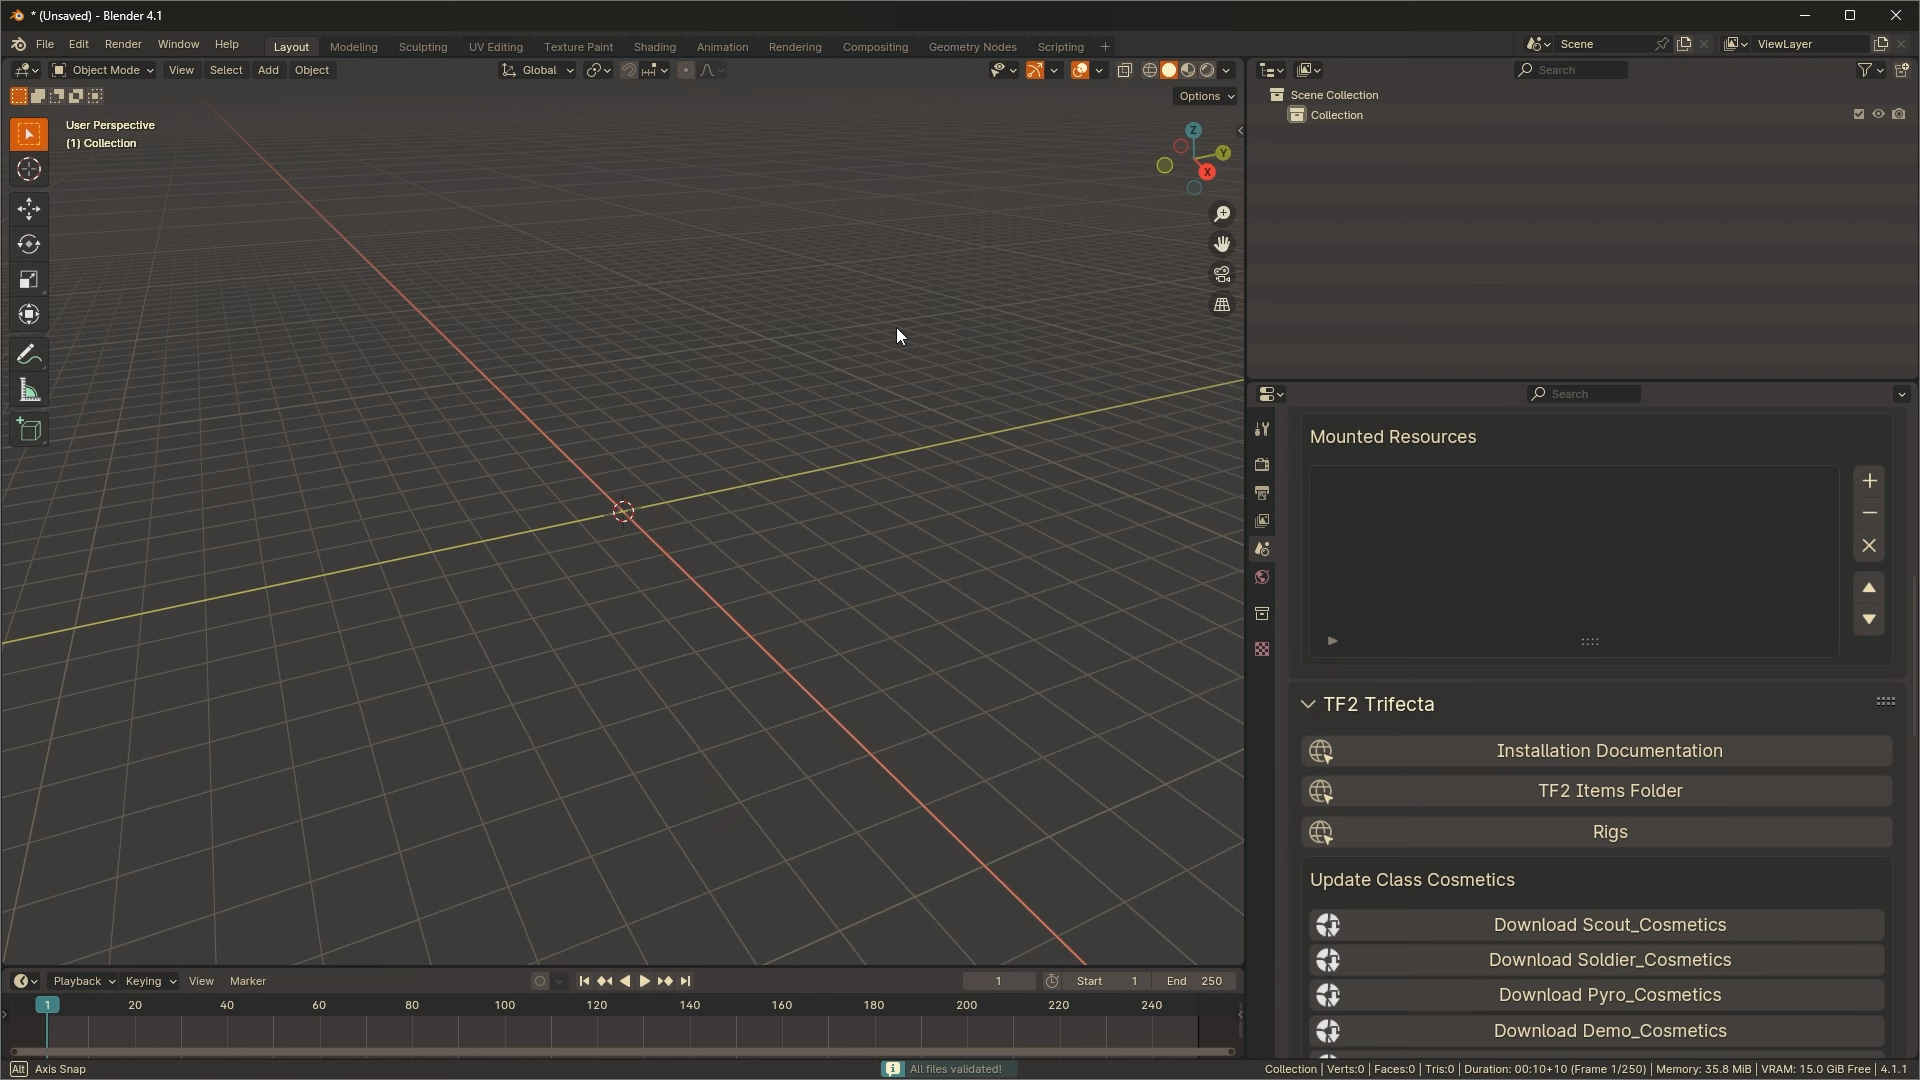 * (Unsaved) - Blender 4.1
File Edit Render Window Help Layout Modeling Sculpting UV Editing Texture Paint Shading Animation Rendering Compositing Geometry Nodes Scripting + Scene ViewLayer
Object Mode View Select Add Object Global Search
Options
User Perspective
(1) Collection
Z
Y
X
Scene Collection
Collection
Search
Mounted Resources
TF2 Trifecta
Installation Documentation
TF2 Items Folder
Rigs
Update Class Cosmetics
Download Scout_Cosmetics
Download Soldier_Cosmetics
Download Pyro_Cosmetics
Download Demo_Cosmetics
Playback Keying View Marker 1 Start 1 End 250
1 20 40 60 80 100 120 140 160 180 200 220 240
Alt Axis Snap All files validated! Collection | Verts:0 | Faces:0 | Tris:0 | Duration: 00:10+10 (Frame 1/250) | Memory: 35.8 MiB | VRAM: 15.0 GiB Free | 4.1.1